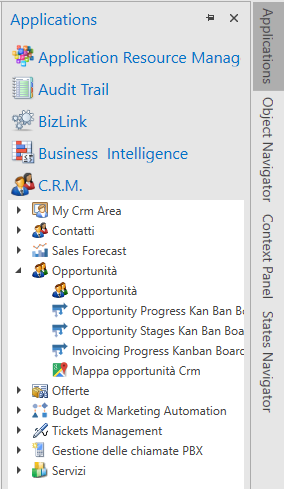 Applications
Application Resource Manag
Audit Trail
BizLink
Business Intelligence
C.R.M.
My Crm Area
Contatti
Sales Forecast
Opportunità
Opportunità
Opportunity Progress Kan Ban B
Opportunity Stages Kan Ban Boa
Invoicing Progress Kanban Board
Mappa opportunità Crm
Offerte
Budget & Marketing Automation
Tickets Management
Gestione delle chiamate PBX
Servizi
Applications
Object Navigator
Context Panel
States Navigator